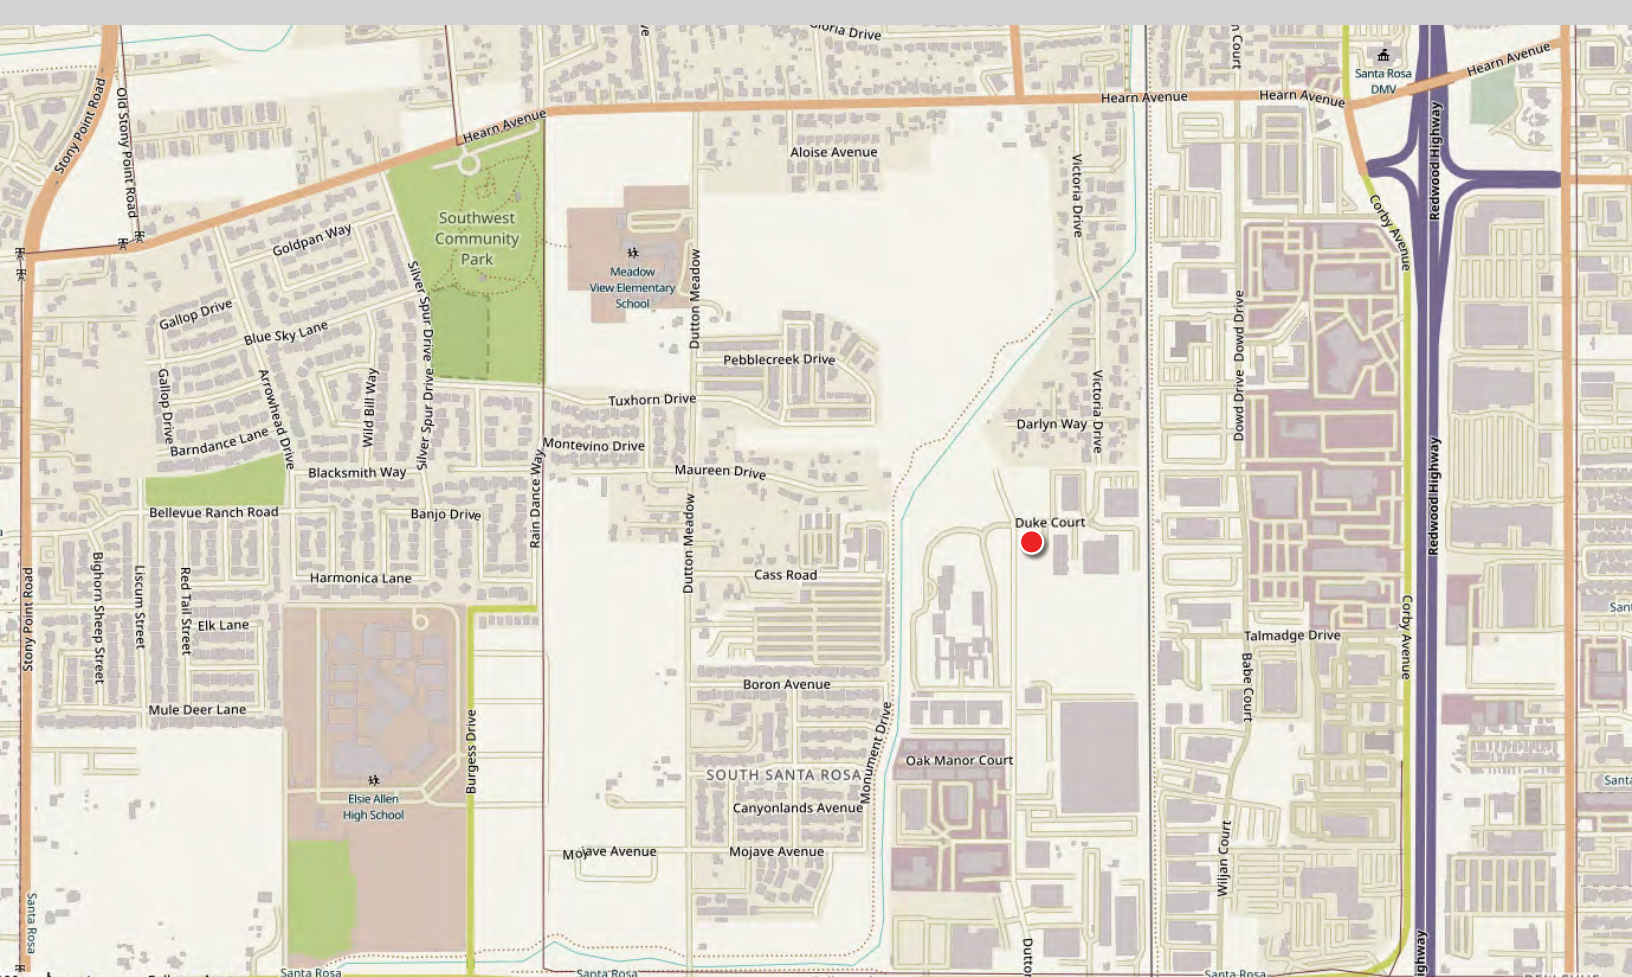 Gloria Drive
Hearn Avenue
Santa Rosa
DMV
Stony Point Road
Old Stony Point Road
Hearn Avenue
Hearn Avenue
Hearn Avenue
Redwood Highway
Aloise Avenue
Victoria Drive
Corby Avenue
Southwest
Community
Park
Goldpan Way
Meadow
View Elementary
School
Dutton Meadow
Silver Spur Drive
Gallop Drive
Blue Sky Lane
Dowd Drive
Pebblecreek Drive
Gallop Drive
Arrowhead Drive
Wild Bill Way
Silver Spur Drive
Tuxhorn Drive
Victoria Drive
Dowd Drive
Darlyn Way
Barndance Lane
Montevino Drive
Blacksmith Way
Maureen Drive
Rain Dance Way
Redwood Highway
Bellevue Ranch Road
Banjo Drive
Duke Court
Dutton Meadow
Harmonica Lane
Cass Road
Bighorn Sheep Street
Liscum Street
Red Tail Street
Stony Point Road
Elk Lane
Corby Avenue
Talmadge Drive
Babe Court
Boron Avenue
Mule Deer Lane
Burgess Drive
Monument Drive
Oak Manor Court
SOUTH SANTA ROSA
Elsie Allen
High School
Canyonlands Avenue
Mojave Avenue
Mojave Avenue
Wiljan Court
Santa Rosa
Santa Rosa
Santa Rosa
Santa Rosa